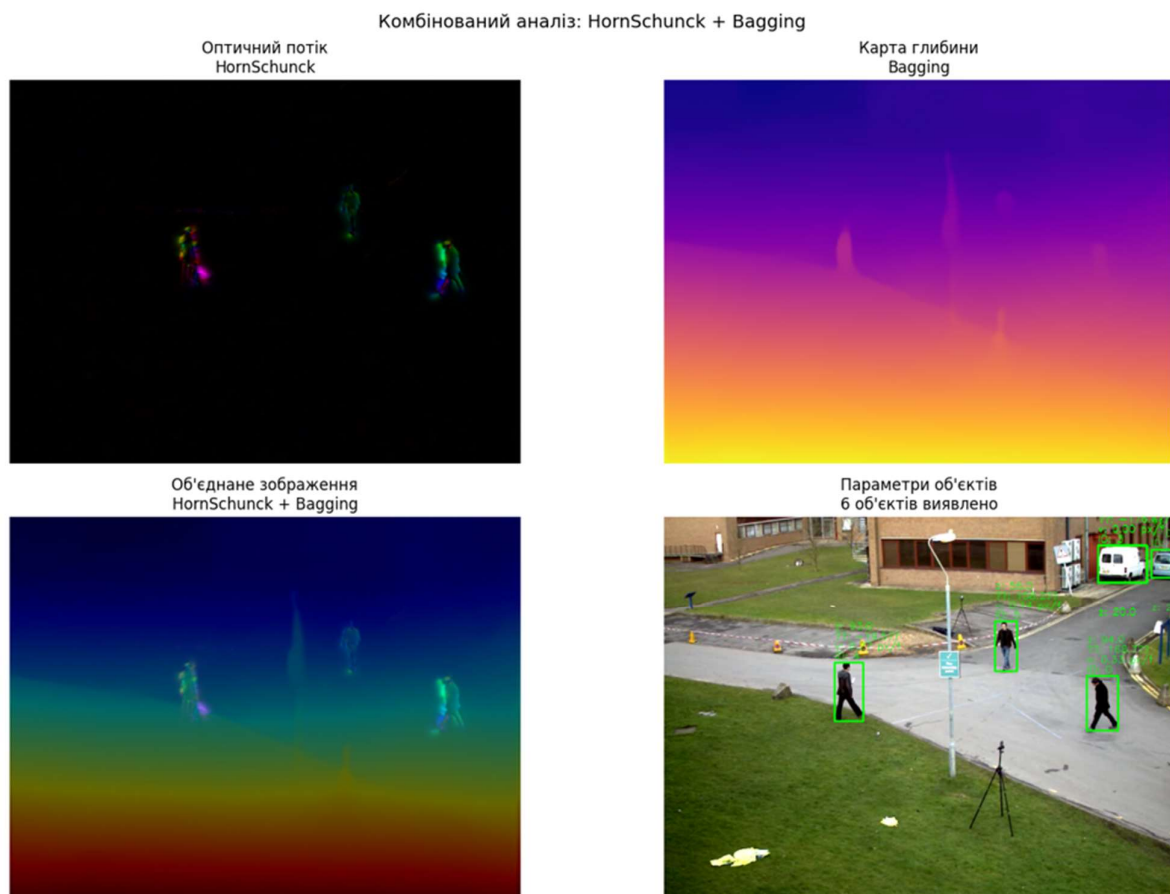 Комбінований аналіз: HornSchunck + Bagging
Оптичний потік
HornSchunck
Карта глибини
Bagging
Об'єднане зображення
HornSchunck + Bagging
Параметри об'єктів
6 об'єктів виявлено